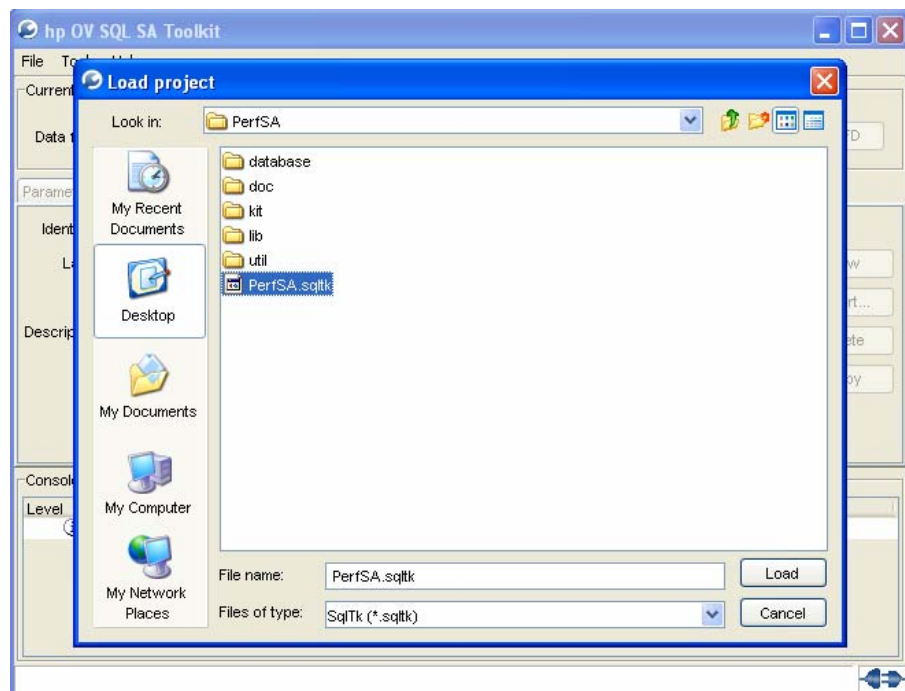 hp OV SQL SA Toolkit
File
Load project
Current
Look in: PerfSA
Data
database
doc
kit
lib
util
PerfSA.sqltk
My Recent
Documents
Desktop
My Documents
My Computer
My Network
Places
Ident
Descrip
Level
File name: PerfSA.sqltk
Load
Files of type: SqlTk (*.sqltk)
Cancel